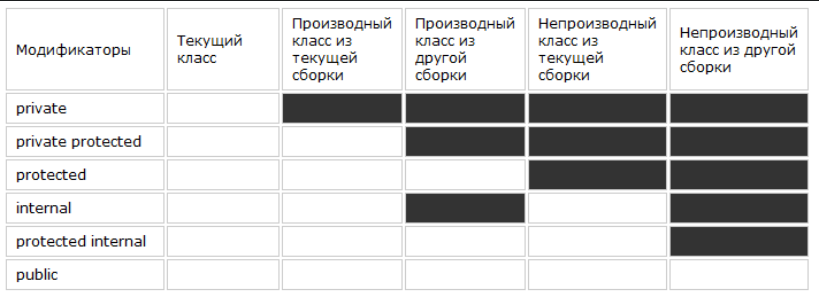 Модификаторы
Текущий
класс
Производный
класс из
текущей
сборки
Производный
класс из
другой
сборки
Непроизводный
класс из
текущей
сборки
Непроизводный
класс из другой
сборки
private
private protected
protected
internal
protected internal
public